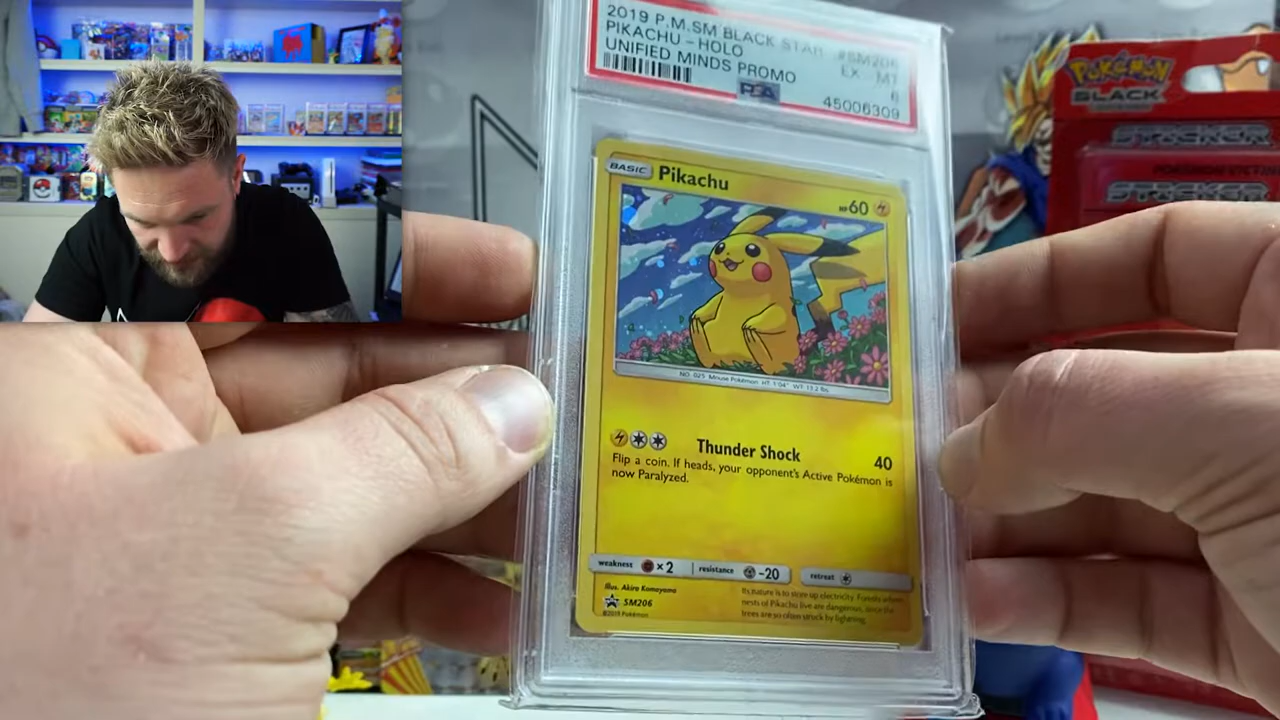 2019 P.M.SM BLACK STAR #SM206
PIKACHU - HOLO EX - MT
UNIFIED MINDS PROMO 6
PSA
45006309
BASIC Pikachu HP60
NO. 025 Mouse Pokémon HT: 1'04" WT: 13.2 lbs.
Thunder Shock 40
Flip a coin. If heads, your opponent's Active Pokémon is
now Paralyzed.
weakness ×2 resistance -20 retreat
Illus. Akira Komayama
SM206
©2019 Pokémon
Its nature is to store up electricity. Forests where
nests of Pikachu live are dangerous, since the
trees are so often struck by lightning.
POKÉMON
BLACK
STICKER
STICKER